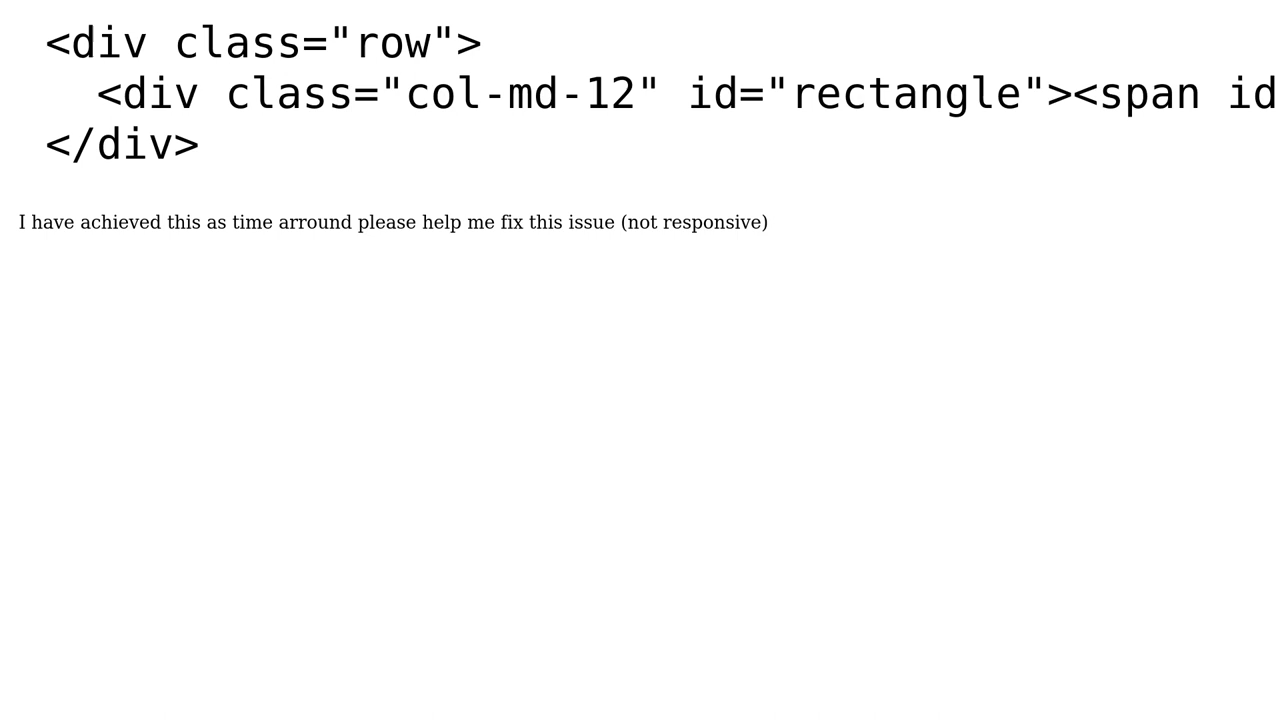 <div class="row">
<div class="col-md-12" id="rectangle"><span id
</div>
I have achieved this as time arround please help me fix this issue (not responsive)